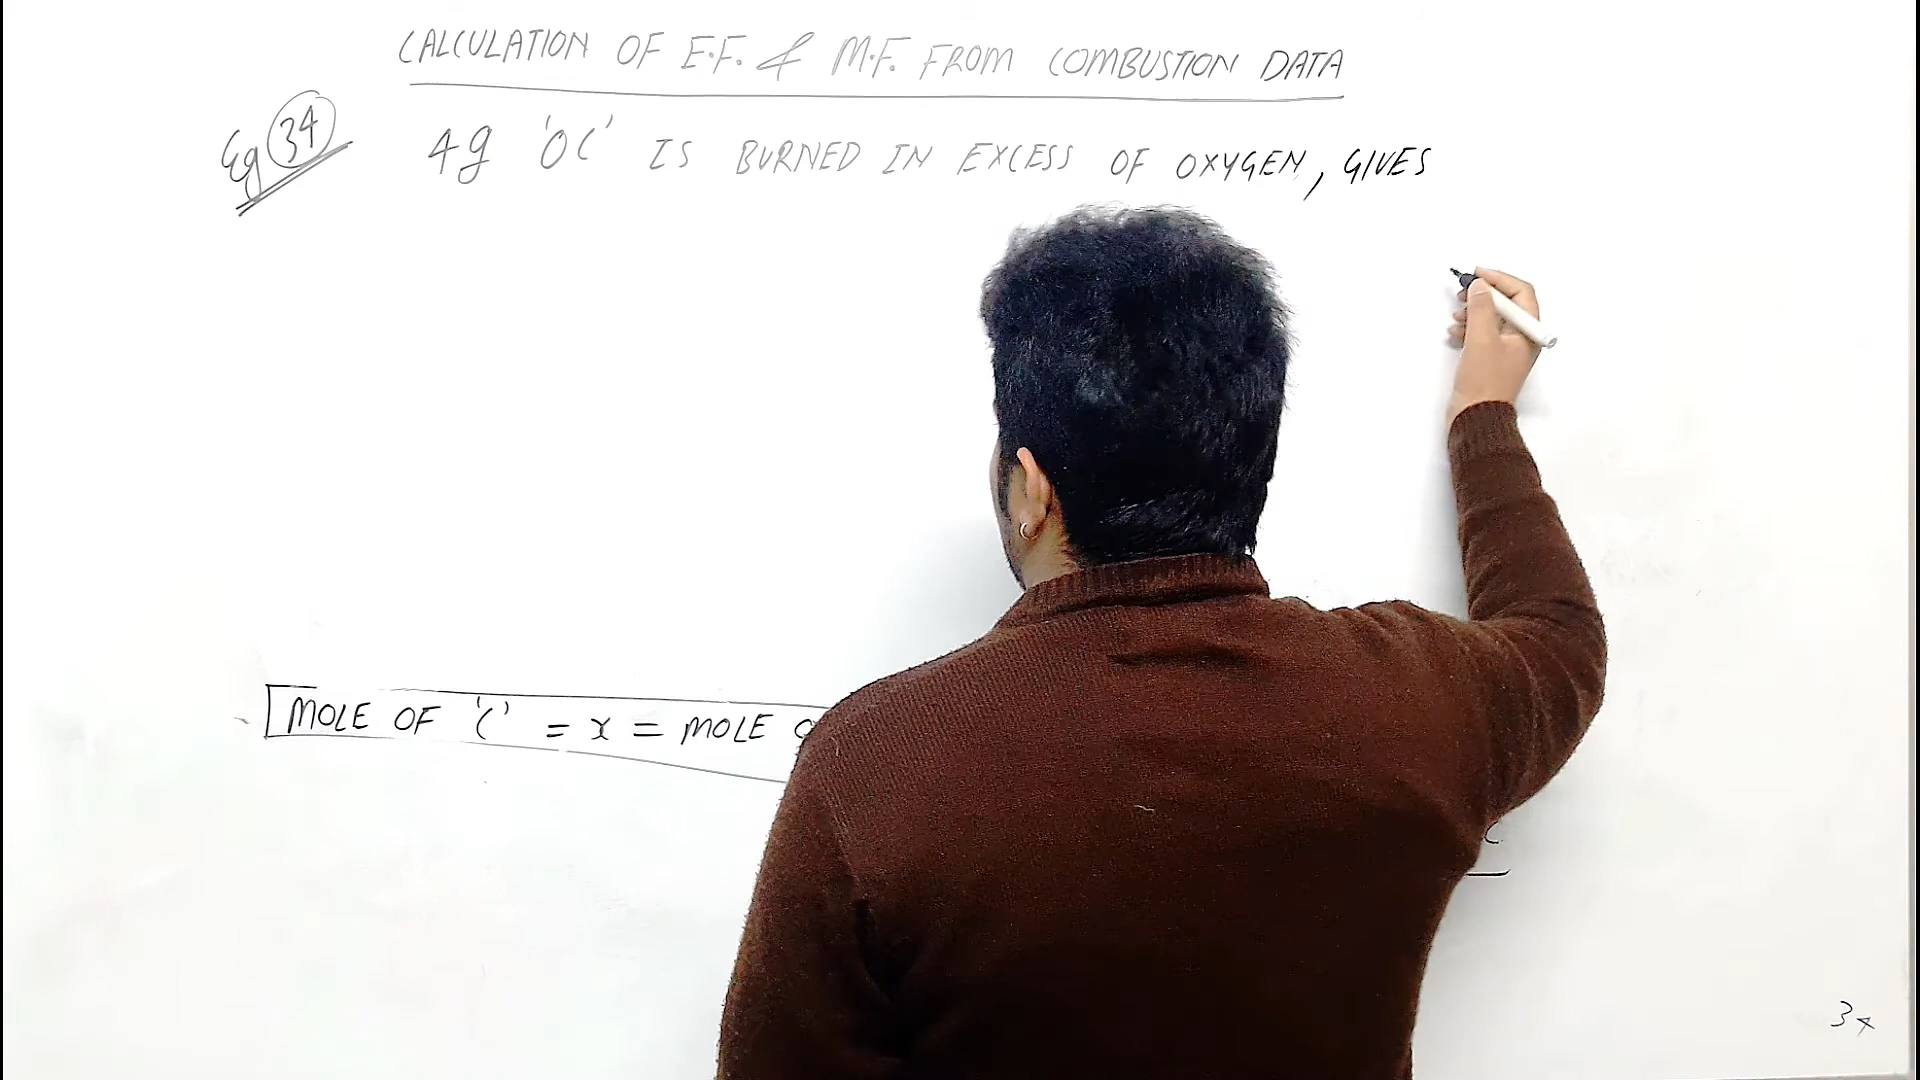 CALCULATION OF E.F. & M.F. FROM COMBUSTION DATA
Eg 34 4g 'OC' IS BURNED IN EXCESS OF OXYGEN, GIVES
MOLE OF 'C' = x = MOLE